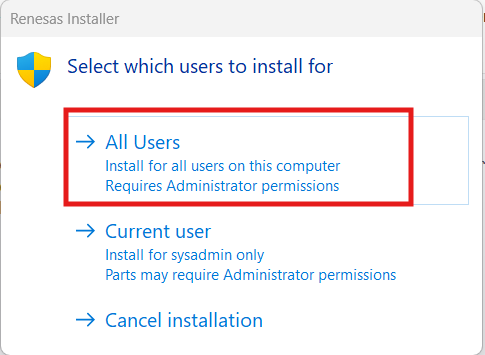 Renesas Installer
Select which users to install for
All Users
Install for all users on this computer
Requires Administrator permissions
Current user
Install for sysadmin only
Parts may require Administrator permissions
Cancel installation